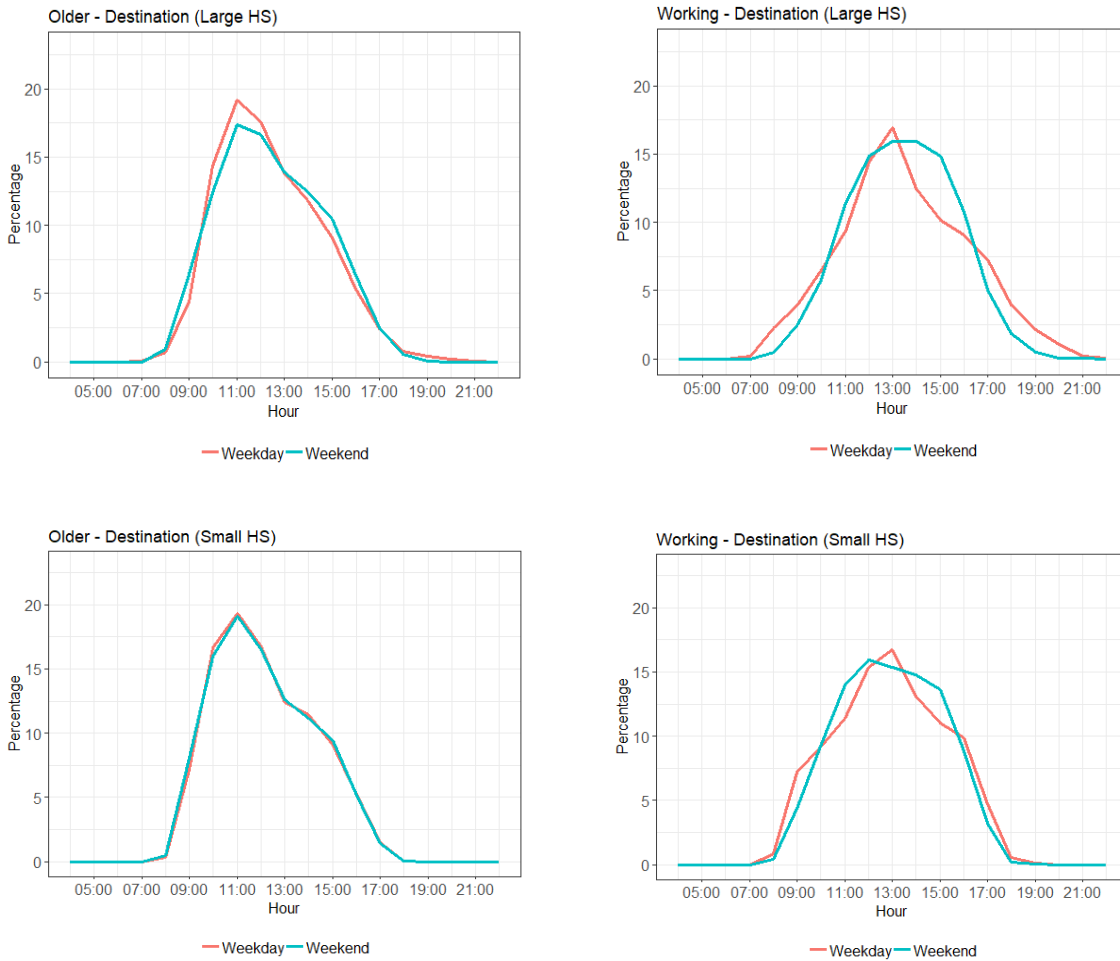 Older - Destination (Large HS)
Percentage
20
15
10
5
0
05:00 07:00 09:00 11:00 13:00 15:00 17:00 19:00 21:00
Hour
Weekday Weekend
Working - Destination (Large HS)
Percentage
20
15
10
5
0
05:00 07:00 09:00 11:00 13:00 15:00 17:00 19:00 21:00
Hour
Weekday Weekend
Older - Destination (Small HS)
Percentage
20
15
10
5
0
05:00 07:00 09:00 11:00 13:00 15:00 17:00 19:00 21:00
Hour
Weekday Weekend
Working - Destination (Small HS)
Percentage
20
15
10
5
0
05:00 07:00 09:00 11:00 13:00 15:00 17:00 19:00 21:00
Hour
Weekday Weekend